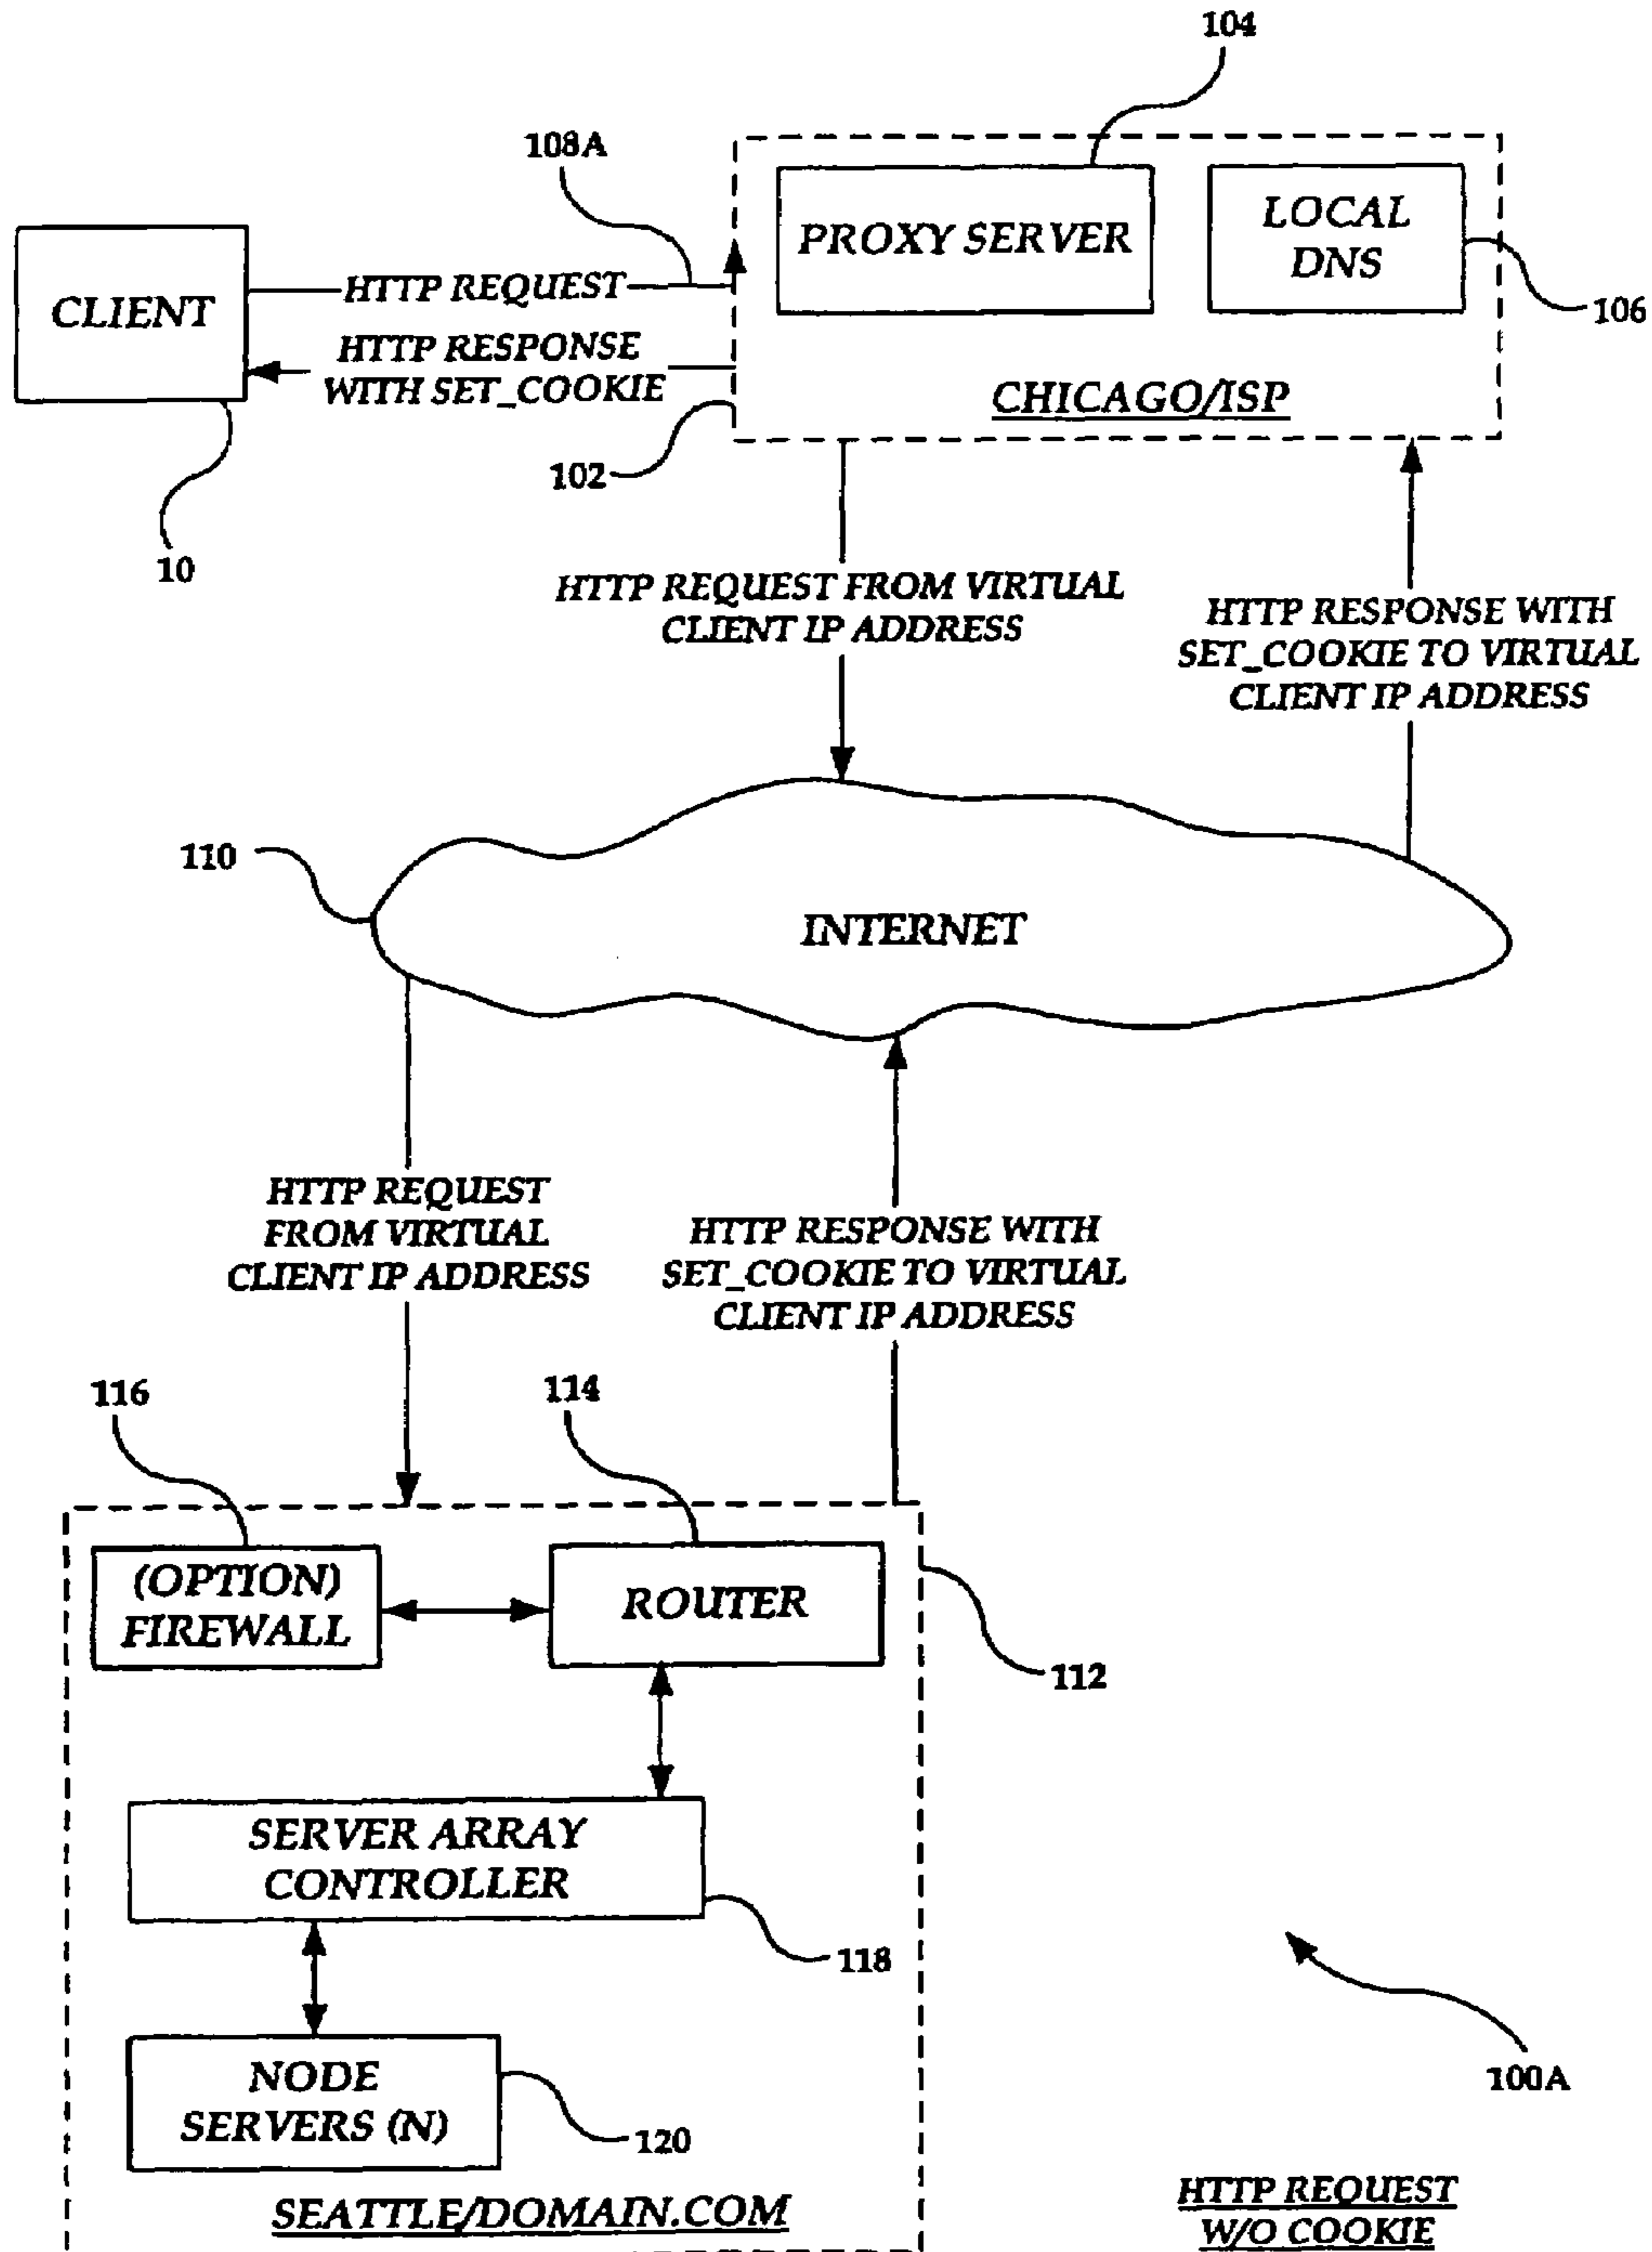 104
108A
PROXY SERVER
LOCAL
DNS
106
CLIENT
HTTP REQUEST
HTTP RESPONSE
WITH SET_COOKIE
CHICAGO/ISP
102
10
HTTP REQUEST FROM VIRTUAL
CLIENT IP ADDRESS
HTTP RESPONSE WITH
SET_COOKIE TO VIRTUAL
CLIENT IP ADDRESS
110
INTERNET
HTTP REQUEST
FROM VIRTUAL
CLIENT IP ADDRESS
HTTP RESPONSE WITH
SET_COOKIE TO VIRTUAL
CLIENT IP ADDRESS
116
114
(OPTION)
FIREWALL
ROUTER
112
SERVER ARRAY
CONTROLLER
118
NODE
SERVERS (N)
120
100A
SEATTLE/DOMAIN.COM
HTTP REQUEST
W/O COOKIE